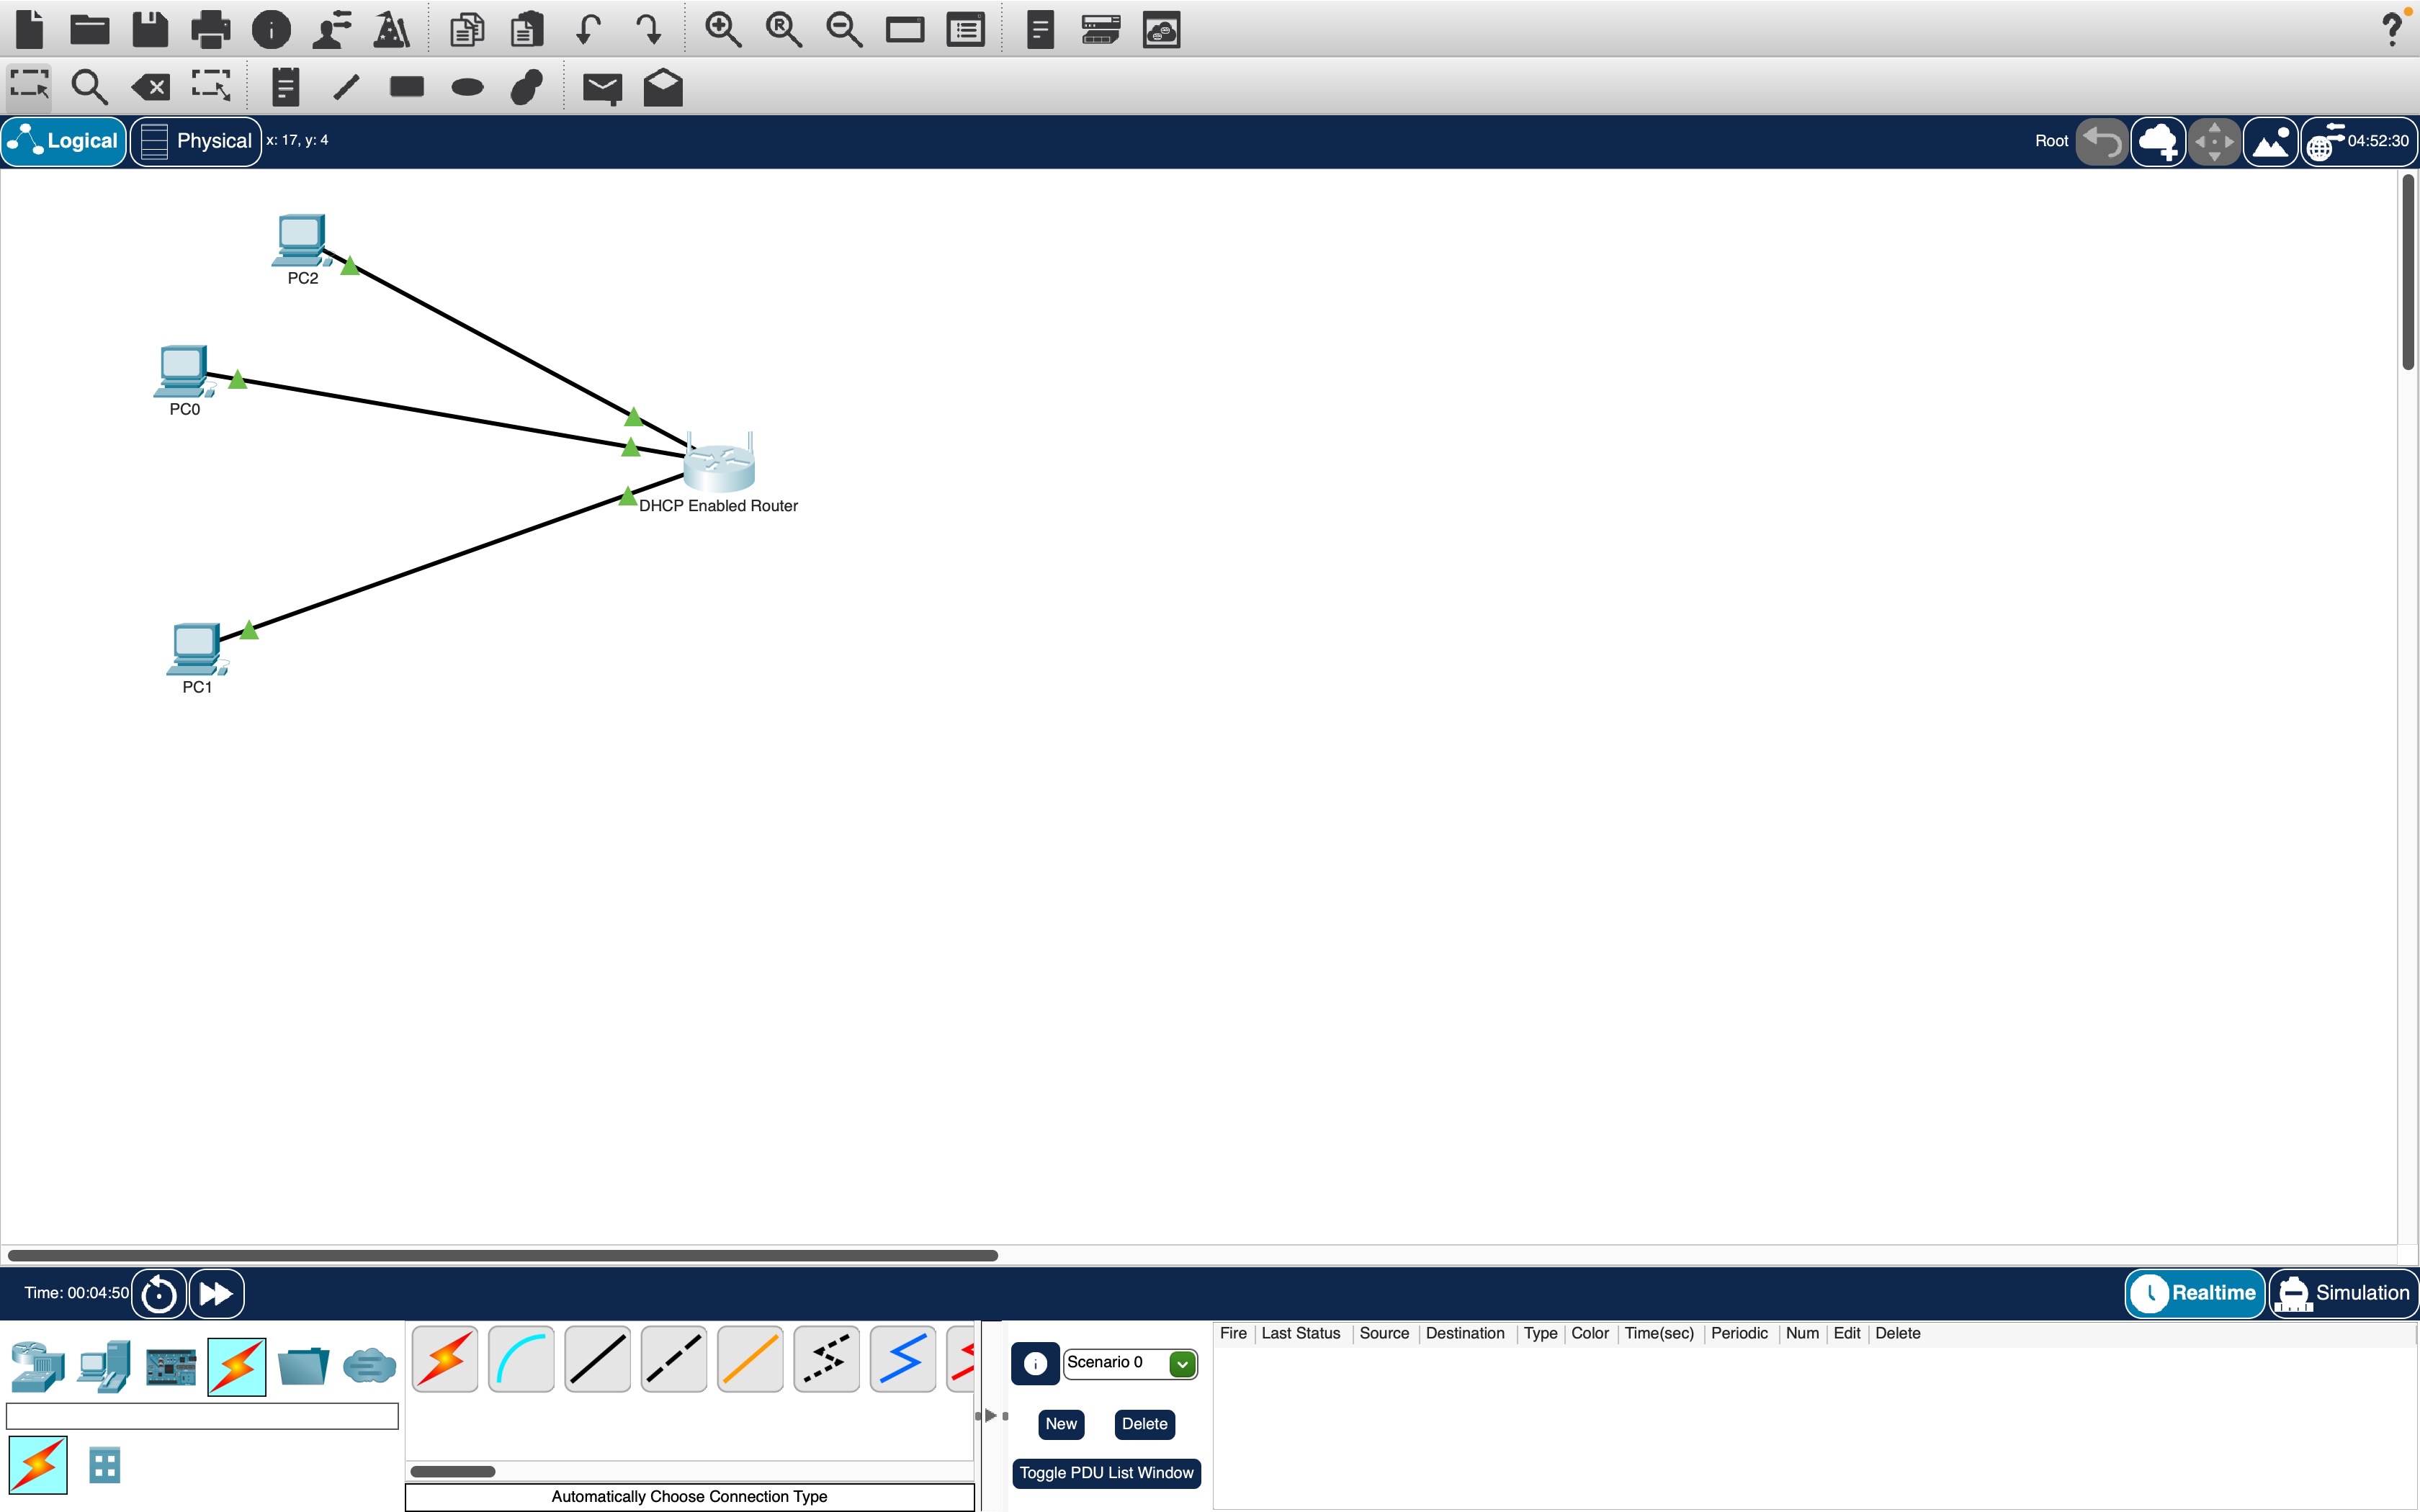 Logical
Physical
x: 17, y: 4
Root
04:52:30
PC2
PC0
DHCP Enabled Router
PC1
Time: 00:04:50
Realtime
Simulation
Fire Last Status Source Destination Type Color Time(sec) Periodic Num Edit Delete
Scenario 0
New
Delete
Toggle PDU List Window
Automatically Choose Connection Type